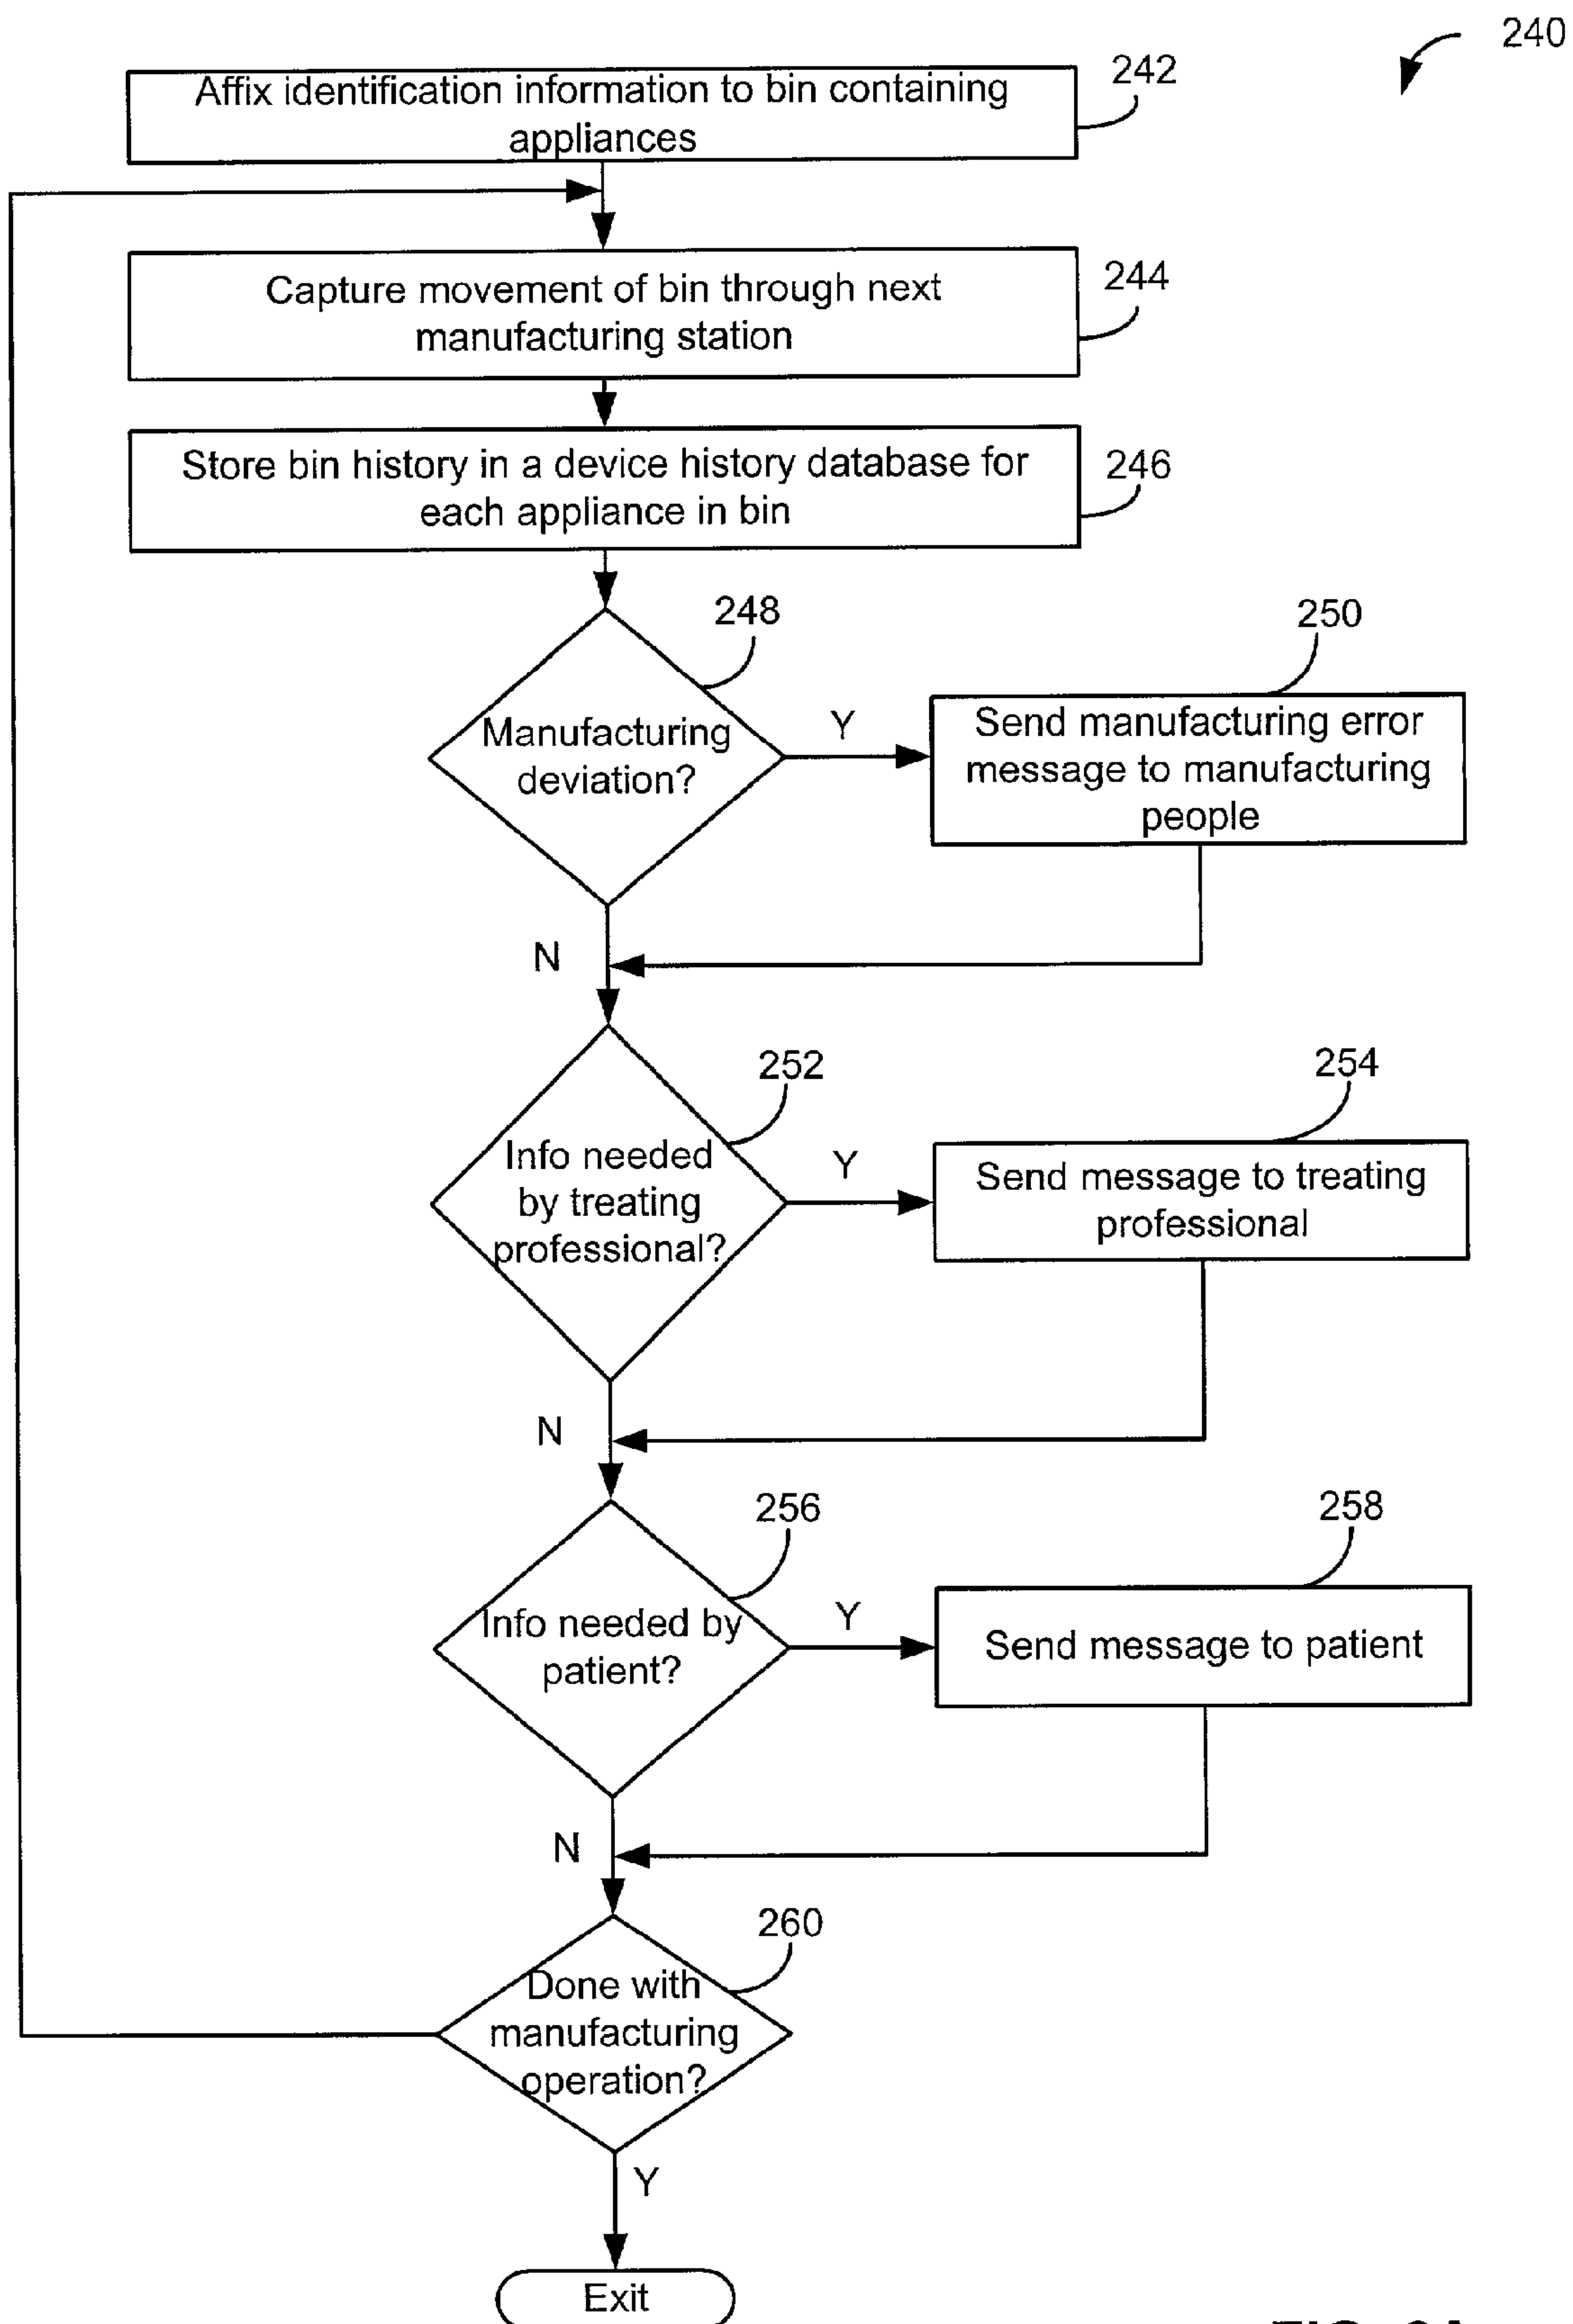 240
242
Affix identification information to bin containing
appliances
244
Capture movement of bin through next
manufacturing station
246
Store bin history in a device history database for
each appliance in bin
248
Manufacturing
deviation?
Y
250
Send manufacturing error
message to manufacturing
people
N
252
Info needed
by treating
professional?
Y
254
Send message to treating
professional
N
256
Info needed by
patient?
Y
258
Send message to patient
N
260
Done with
manufacturing
operation?
Y
Exit